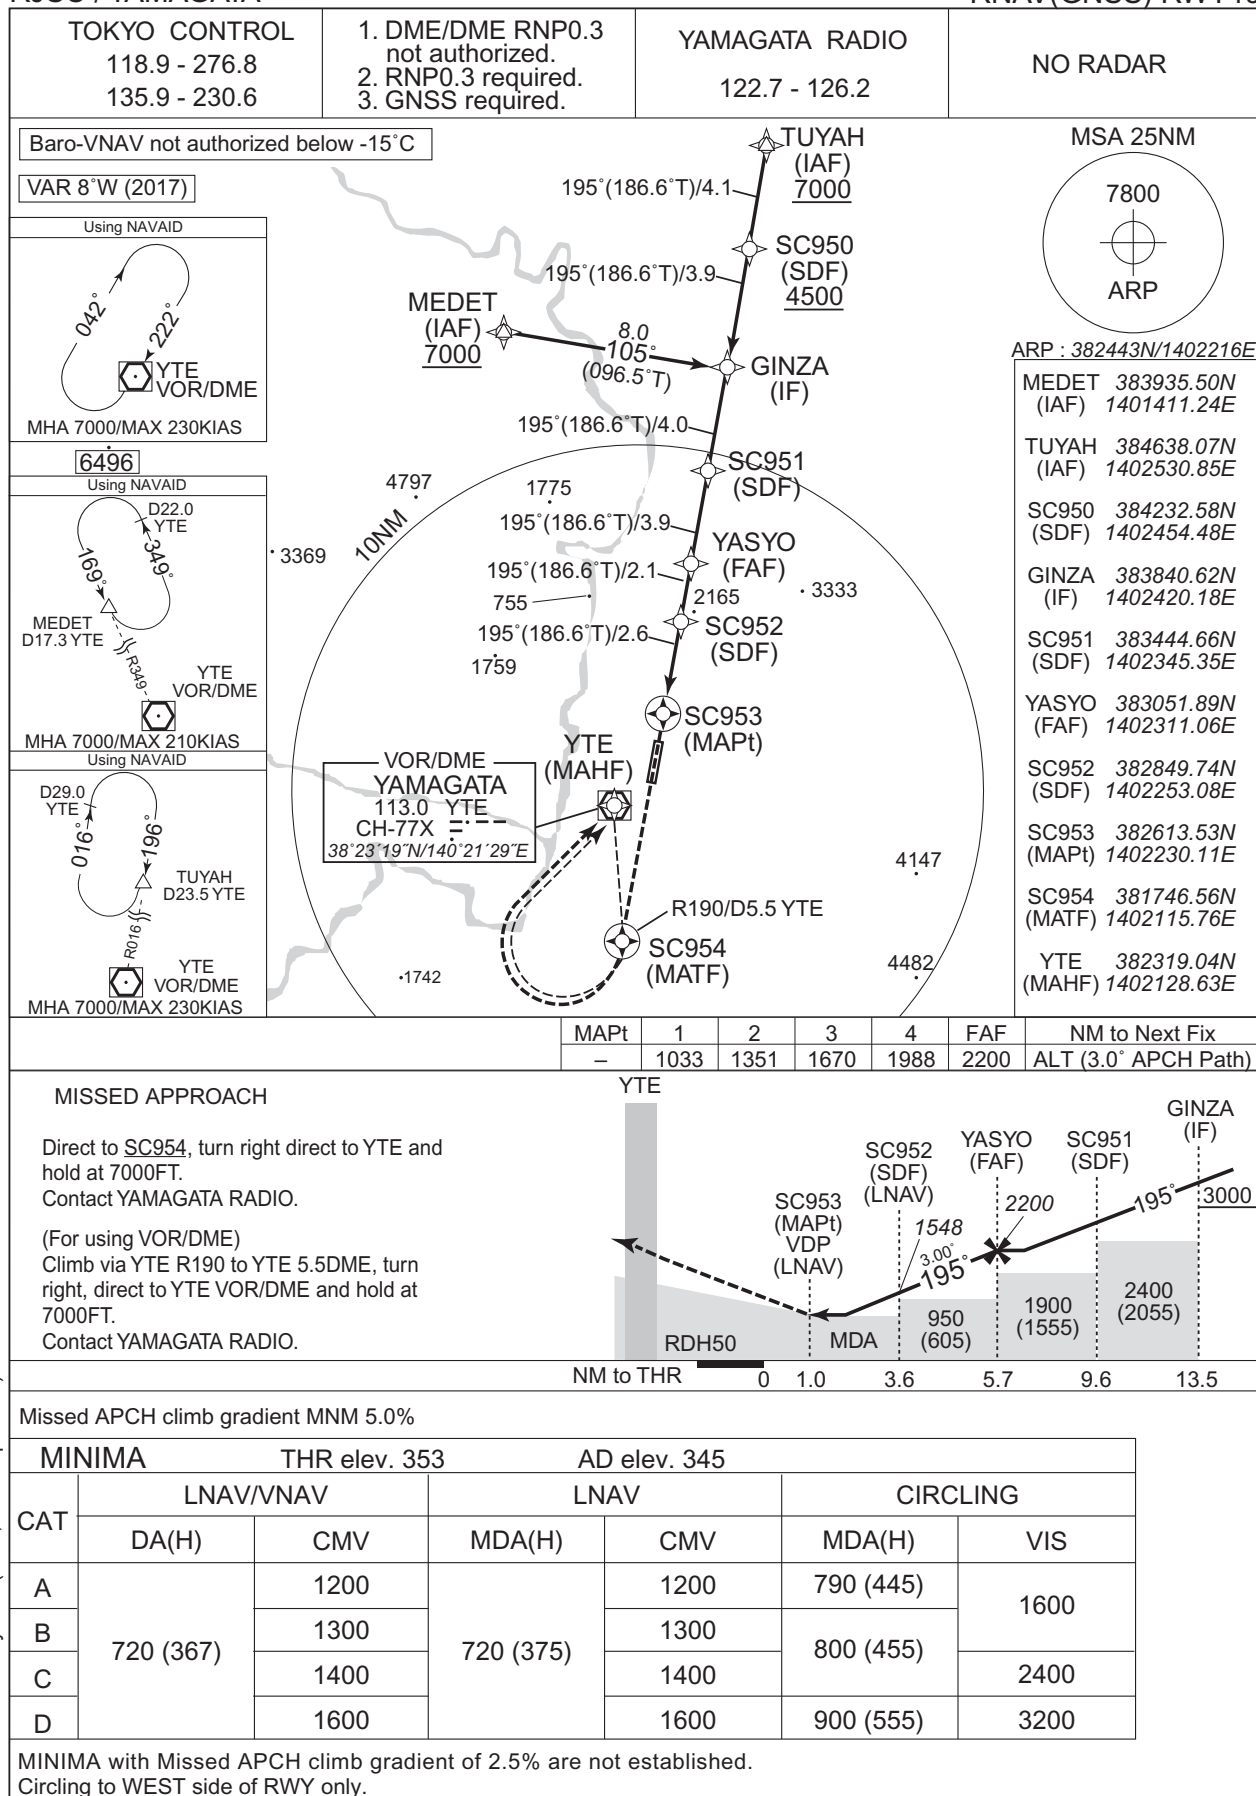 RJSC / YAMAGATA
TOKYO CONTROL
118.9 - 276.8
135.9 - 230.6
1. DME/DME RNP0.3
not authorized.
2. RNP0.3 required.
3. GNSS required.
YAMAGATA RADIO
122.7 - 126.2
NO RADAR
Baro-VNAV not authorized below -15˚C
VAR 8˚W (2017)
Using NAVAID
042˚
222˚
YTE
VOR/DME
MHA 7000/MAX 230KIAS
6496
Using NAVAID
D22.0
YTE
169˚
349˚
MEDET
D17.3 YTE
R349
YTE
VOR/DME
MHA 7000/MAX 210KIAS
Using NAVAID
D29.0
YTE
016˚
196˚
TUYAH
D23.5 YTE
R016
YTE
VOR/DME
MHA 7000/MAX 230KIAS
TUYAH
(IAF)
7000
195˚(186.6˚T)/4.1
SC950
(SDF)
4500
195˚(186.6˚T)/3.9
MEDET
(IAF)
7000
8.0
105˚
(096.5˚T)
GINZA
(IF)
195˚(186.6˚T)/4.0
SC951
(SDF)
4797
1775
10NM
195˚(186.6˚T)/3.9
3369
YASYO
(FAF)
195˚(186.6˚T)/2.1
755
2165
3333
SC952
(SDF)
195˚(186.6˚T)/2.6
1759
SC953
(MAPt)
YTE
(MAHF)
VOR/DME
YAMAGATA
113.0 YTE
CH-77X
38˚23´19˝N/140˚21´29˝E
4147
R190/D5.5 YTE
SC954
(MATF)
1742
4482
MSA 25NM
7800
ARP
ARP : 382443N/1402216E
MEDET 383935.50N
(IAF) 1401411.24E
TUYAH 384638.07N
(IAF) 1402530.85E
SC950 384232.58N
(SDF) 1402454.48E
GINZA 383840.62N
(IF) 1402420.18E
SC951 383444.66N
(SDF) 1402345.35E
YASYO 383051.89N
(FAF) 1402311.06E
SC952 382849.74N
(SDF) 1402253.08E
SC953 382613.53N
(MAPt) 1402230.11E
SC954 381746.56N
(MATF) 1402115.76E
YTE 382319.04N
(MAHF) 1402128.63E
MAPt 1 2 3 4 FAF NM to Next Fix
– 1033 1351 1670 1988 2200 ALT (3.0˚ APCH Path)
MISSED APPROACH
Direct to SC954, turn right direct to YTE and
hold at 7000FT.
Contact YAMAGATA RADIO.
(For using VOR/DME)
Climb via YTE R190 to YTE 5.5DME, turn
right, direct to YTE VOR/DME and hold at
7000FT.
Contact YAMAGATA RADIO.
YTE
GINZA
(IF)
SC951
(SDF)
YASYO
(FAF)
SC952
(SDF)
(LNAV)
SC953
(MAPt)
VDP
(LNAV)
3000
195˚
2200
1548
3.00˚
195˚
2400
(2055)
1900
(1555)
950
(605)
MDA
RDH50
NM to THR 0 1.0 3.6 5.7 9.6 13.5
Missed APCH climb gradient MNM 5.0%
MINIMA THR elev. 353 AD elev. 345
CAT LNAV/VNAV LNAV CIRCLING
DA(H) CMV MDA(H) CMV MDA(H) VIS
A 720 (367) 1200 720 (375) 1200 790 (445) 1600
B 1300 1300 800 (455)
C 1400 1400 2400
D 1600 1600 900 (555) 3200
MINIMA with Missed APCH climb gradient of 2.5% are not established.
Circling to WEST side of RWY only.